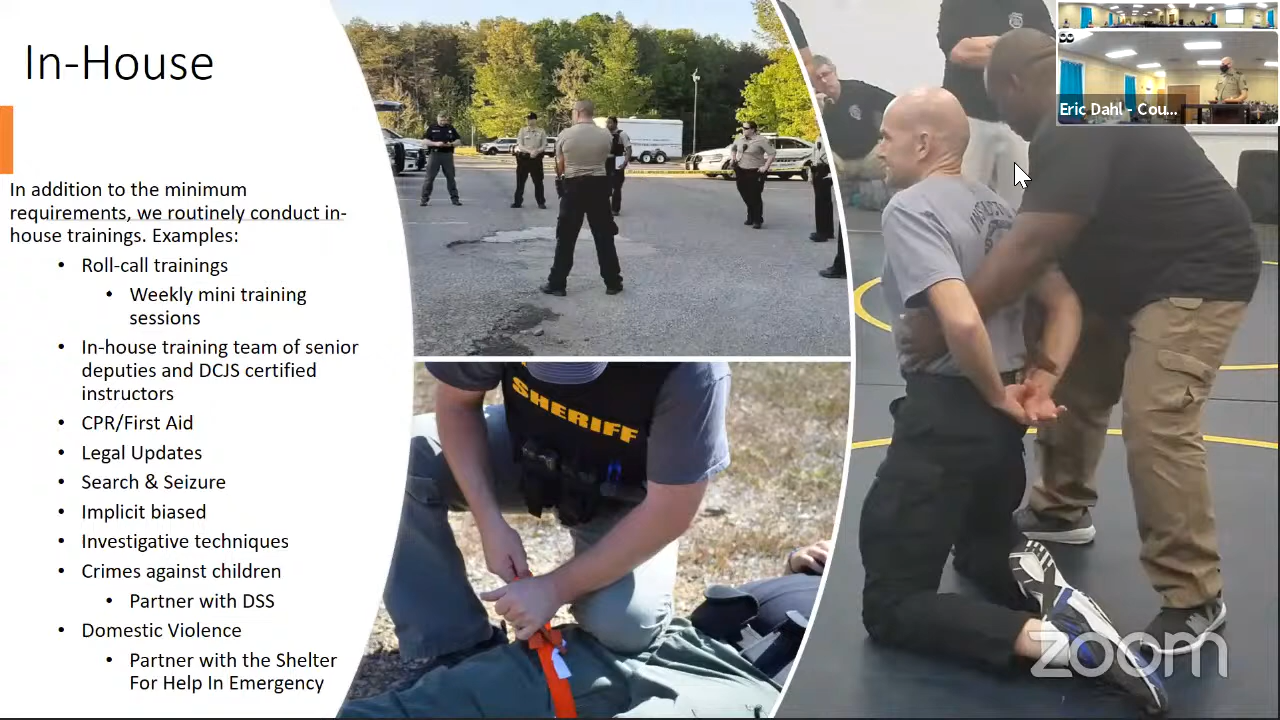 In-House
In addition to the minimum
requirements, we routinely conduct in-
house trainings. Examples:
• Roll-call trainings
• Weekly mini training
sessions
• In-house training team of senior
deputies and DCJS certified
instructors
• CPR/First Aid
• Legal Updates
• Search & Seizure
• Implicit biased
• Investigative techniques
• Crimes against children
• Partner with DSS
• Domestic Violence
• Partner with the Shelter
For Help In Emergency
SHERIFF
Eric Dahl - Cou...
zoom